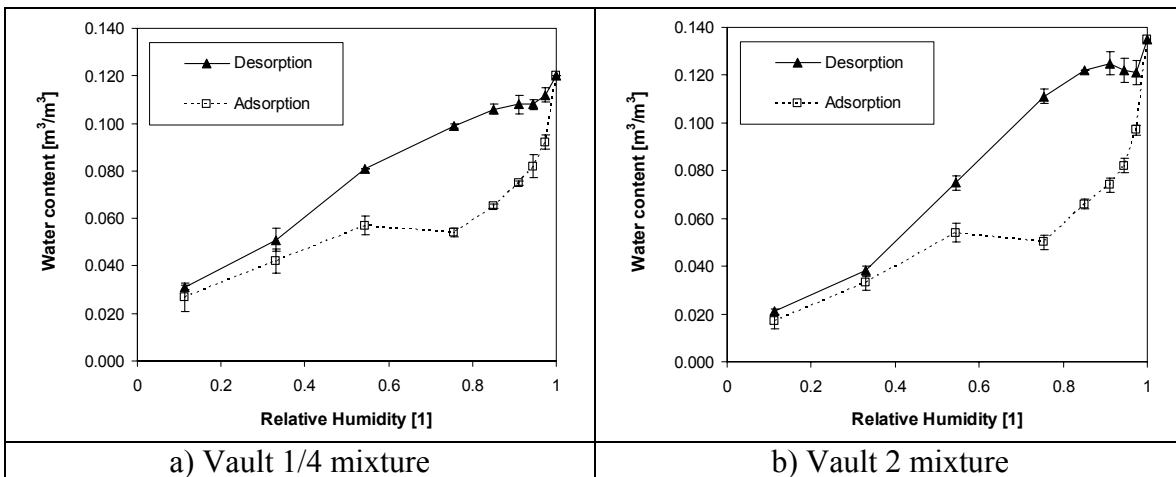 0.140
0.120
0.100
0.080
0.060
0.040
0.020
0.000
Water content [m³/m³]
Desorption
Adsorption
0 0.2 0.4 0.6 0.8 1
Relative Humidity [1]
a) Vault 1/4 mixture
0.140
0.120
0.100
0.080
0.060
0.040
0.020
0.000
Water content [m³/m³]
Desorption
Adsorption
0 0.2 0.4 0.6 0.8 1
Relative Humidity [1]
b) Vault 2 mixture